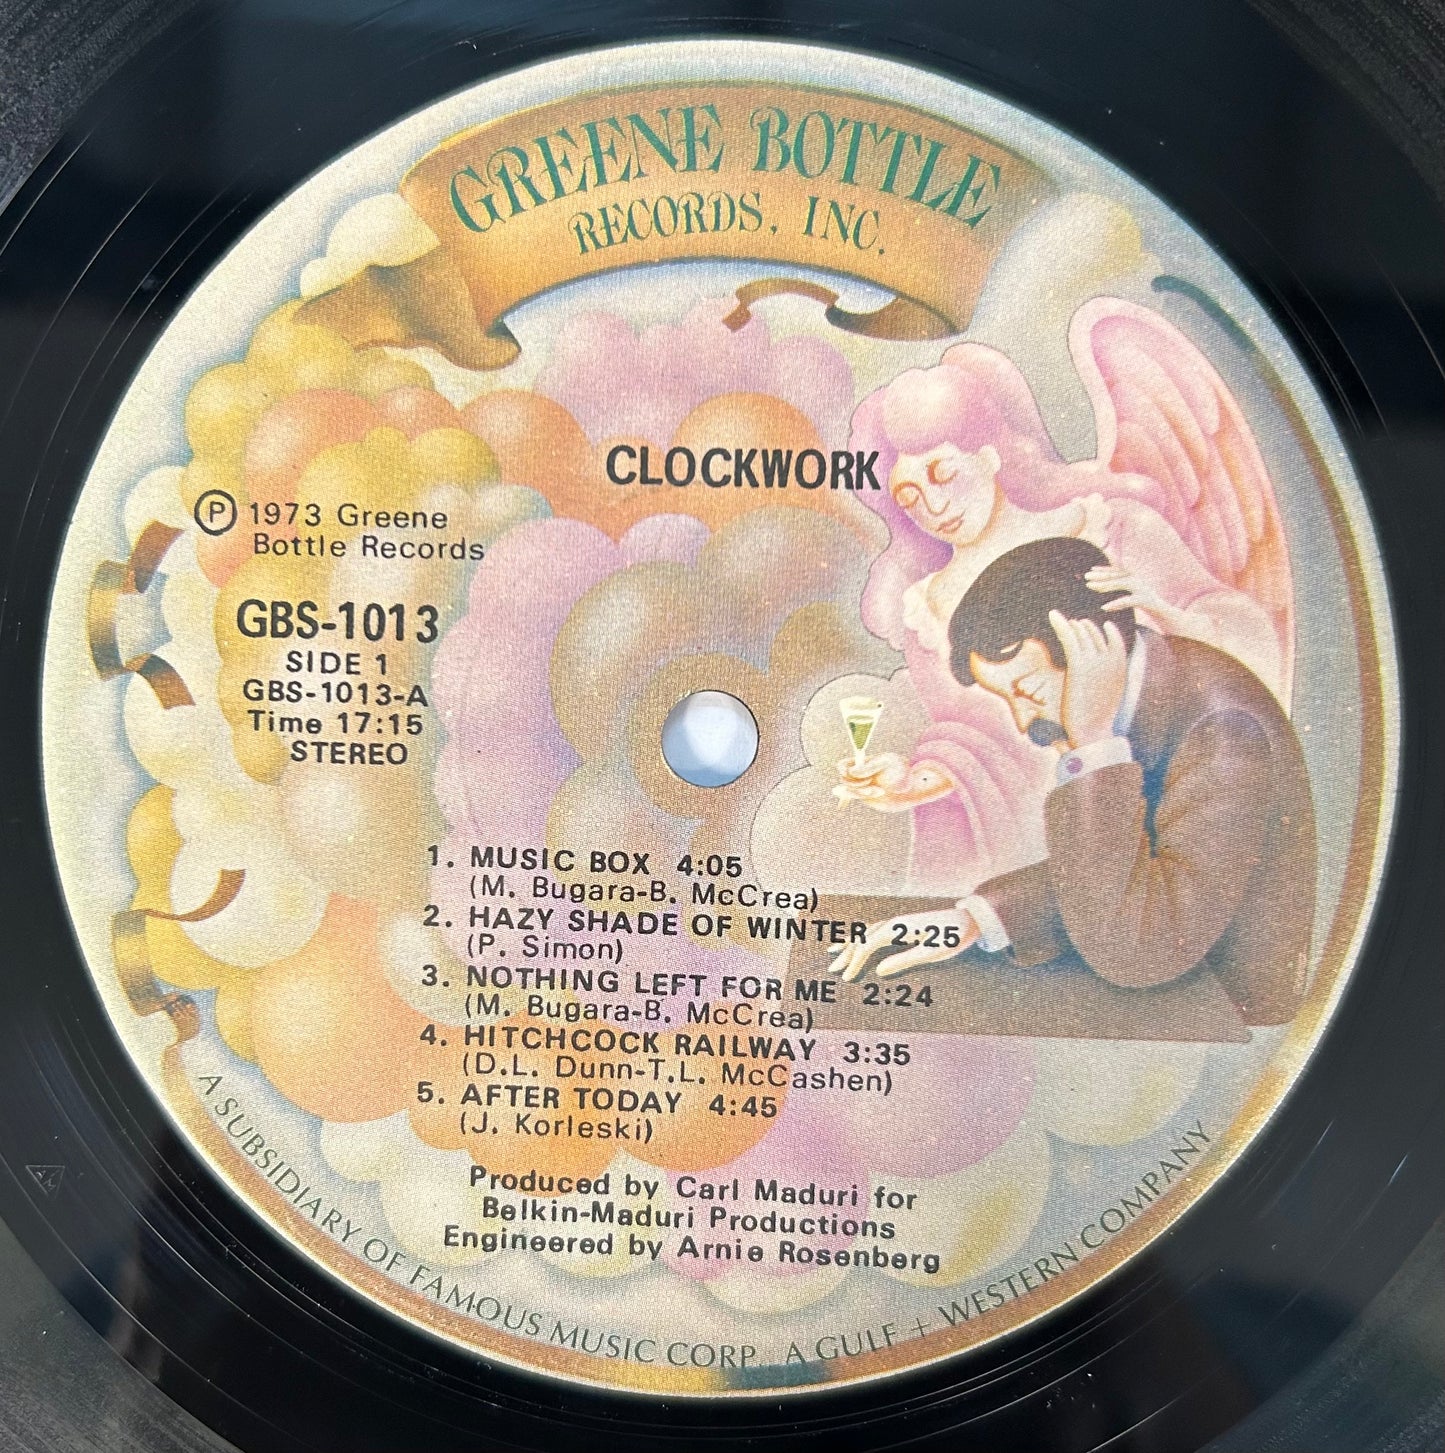 GREENE BOTTLE
RECORDS, INC.
CLOCKWORK
Ⓟ 1973 Greene
Bottle Records
GBS-1013
SIDE 1
GBS-1013-A
Time 17:15
STEREO
1. MUSIC BOX 4:05
(M. Bugara-B. McCrea)
2. HAZY SHADE OF WINTER 2:25
(P. Simon)
3. NOTHING LEFT FOR ME 2:24
(M. Bugara-B. McCrea)
4. HITCHCOCK RAILWAY 3:35
(D.L. Dunn-T.L. McCashen)
5. AFTER TODAY 4:45
(J. Korleski)
Produced by Carl Maduri for
Belkin-Maduri Productions
Engineered by Arnie Rosenberg
A SUBSIDIARY OF FAMOUS MUSIC CORP., A GULF + WESTERN COMPANY
AM